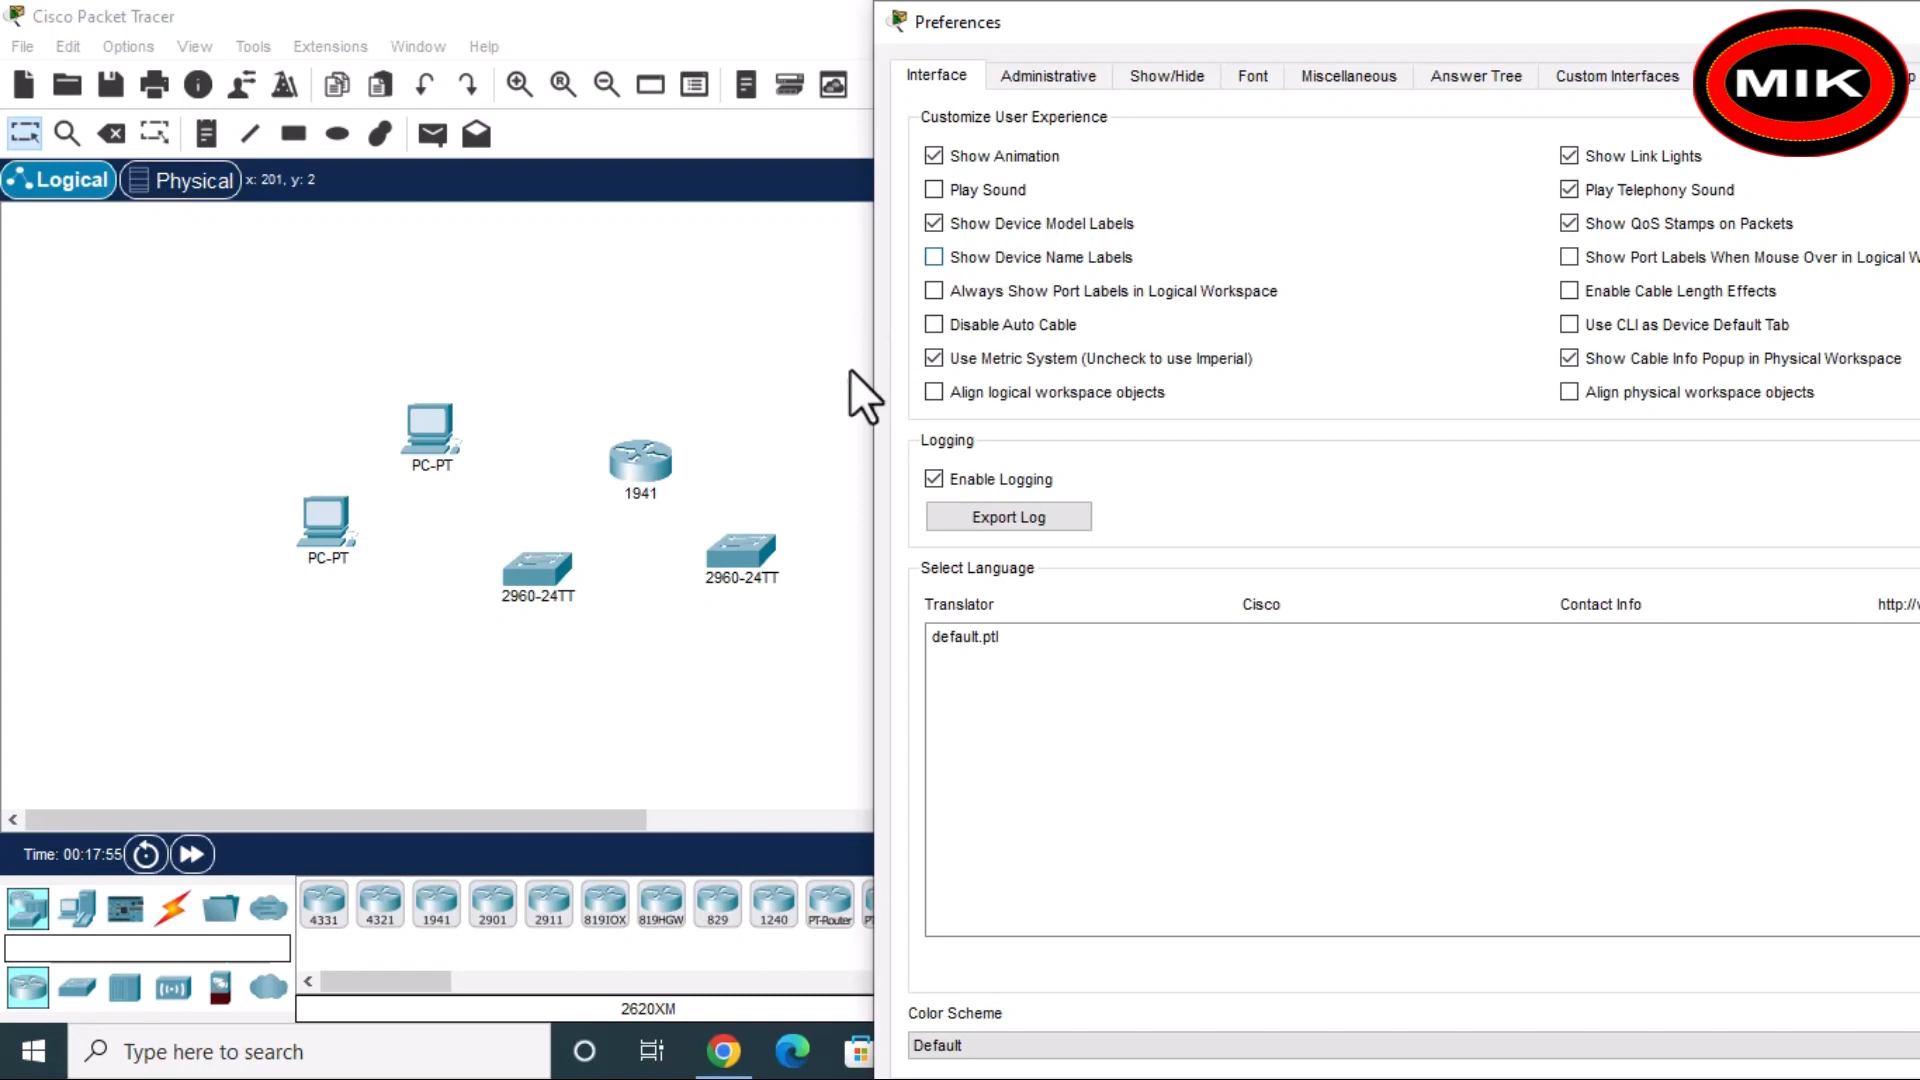 Cisco Packet Tracer
File Edit Options View Tools Extensions Window Help
Logical Physical x: 201, y: 2
PC-PT
1941
PC-PT
2960-24TT
2960-24TT
Time: 00:17:55
4331 4321 1941 2901 2911 819IOX 819HGW 829 1240 PT-Router
2620XM
Type here to search
Preferences
MIK
Interface Administrative Show/Hide Font Miscellaneous Answer Tree Custom Interfaces
Customize User Experience
Show Animation
Show Link Lights
Play Sound
Play Telephony Sound
Show Device Model Labels
Show QoS Stamps on Packets
Show Device Name Labels
Show Port Labels When Mouse Over in Logical W
Always Show Port Labels in Logical Workspace
Enable Cable Length Effects
Disable Auto Cable
Use CLI as Device Default Tab
Use Metric System (Uncheck to use Imperial)
Show Cable Info Popup in Physical Workspace
Align logical workspace objects
Align physical workspace objects
Logging
Enable Logging
Export Log
Select Language
Translator Cisco Contact Info http://
default.ptl
Color Scheme
Default